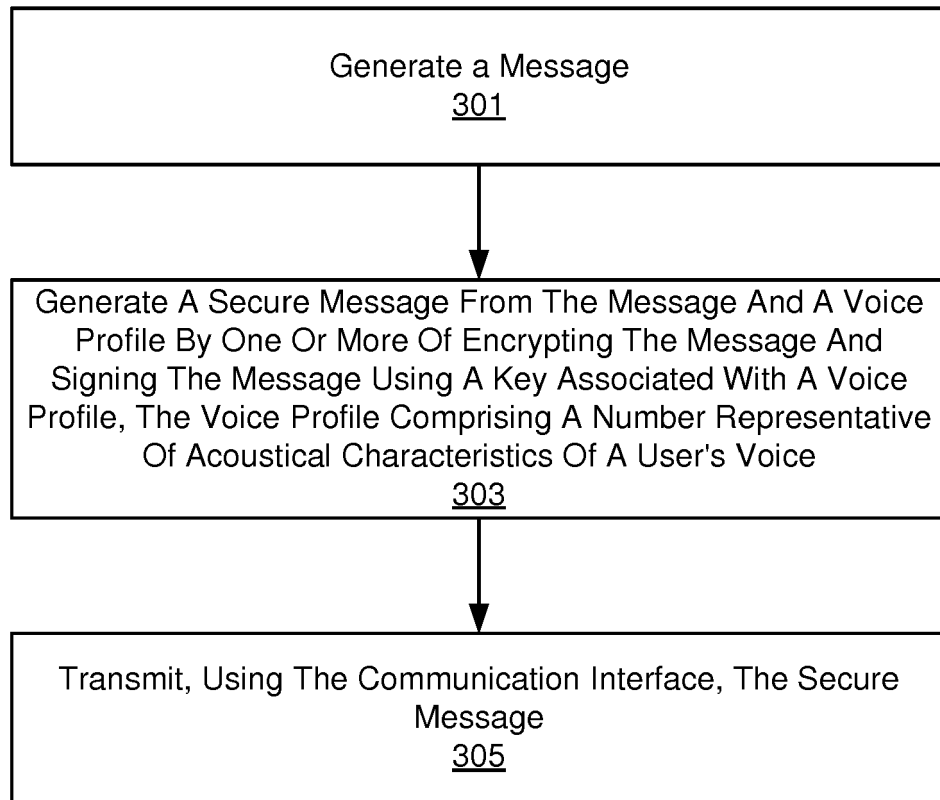 Generate a Message
301
Generate A Secure Message From The Message And A Voice
Profile By One Or More Of Encrypting The Message And
Signing The Message Using A Key Associated With A Voice
Profile, The Voice Profile Comprising A Number Representative
Of Acoustical Characteristics Of A User's Voice
303
Transmit, Using The Communication Interface, The Secure
Message
305